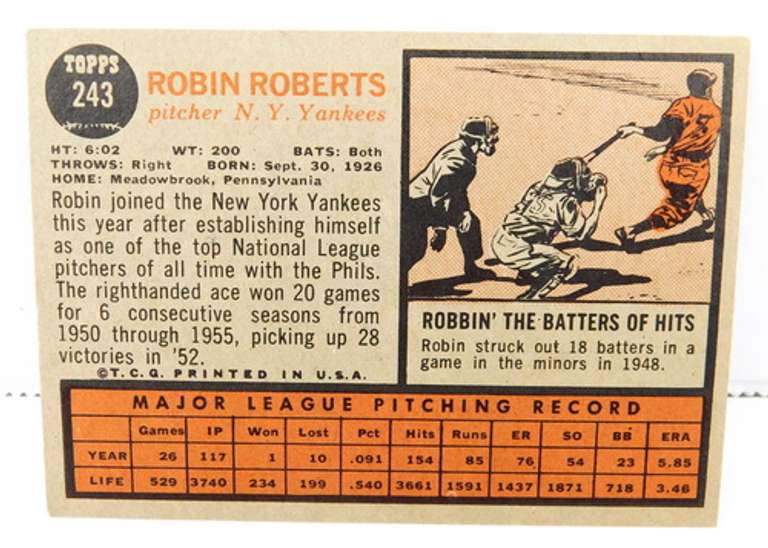 TOPPS
243
ROBIN ROBERTS
pitcher N. Y. Yankees
HT: 6:02 WT: 200 BATS: Both
THROWS: Right BORN: Sept. 30, 1926
HOME: Meadowbrook, Pennsylvania
Robin joined the New York Yankees
this year after establishing himself
as one of the top National League
pitchers of all time with the Phils.
The righthanded ace won 20 games
for 6 consecutive seasons from
1950 through 1955, picking up 28
victories in '52.
©T.C.G. PRINTED IN U.S.A.
ROBBIN' THE BATTERS OF HITS
Robin struck out 18 batters in a
game in the minors in 1948.
MAJOR LEAGUE PITCHING RECORD
Games IP Won Lost Pct Hits Runs ER SO BB ERA
YEAR 26 117 1 10 .091 154 85 76 54 23 5.85
LIFE 529 3740 234 199 .540 3661 1591 1437 1871 718 3.46